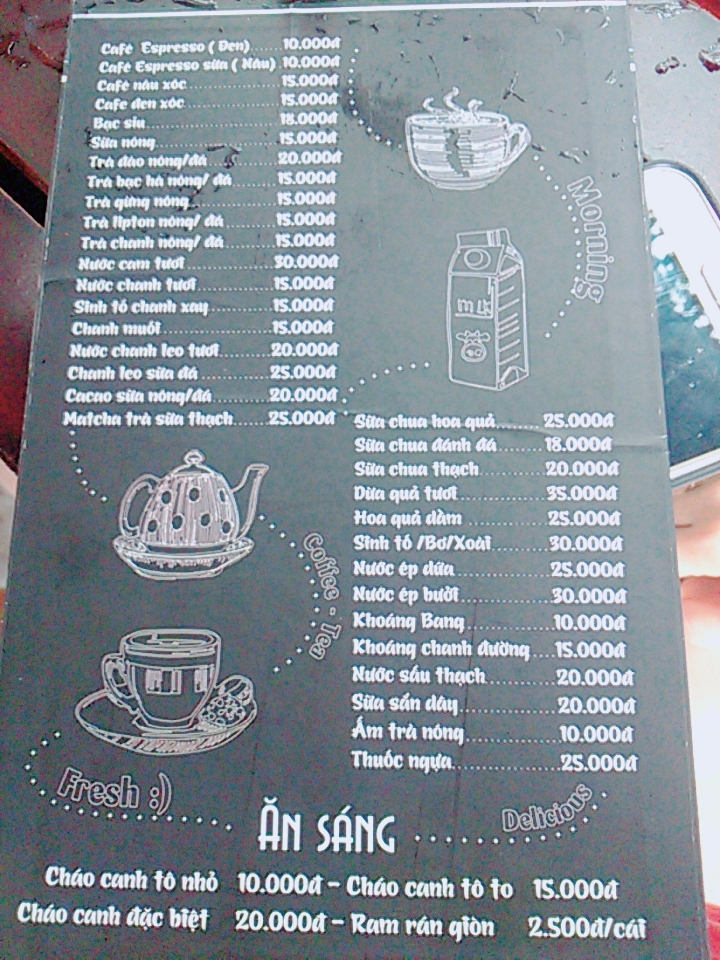 Café Espresso ( Đen)......10.000đ
Café Espresso sữa ( Nâu) 10.000đ
Café nâu xóc..................15.000đ
Cafe đen xóc...................15.000đ
Bạc sỉu...........................18.000đ
Sữa nóng........................15.000đ
Trà đào nóng/đá.............20.000đ
Trà bạc hà nóng/ đá........15.000đ
Trà gừng nóng................15.000đ
Trà lipton nóng/ đá.........15.000đ
Trà chanh nóng/ đá.........15.000đ
Nước cam tươi................30.000đ
Nước chanh tươi.............15.000đ
Sinh tố chanh xay...........15.000đ
Chanh muối....................15.000đ
Nước chanh leo tươi........20.000đ
Chanh leo sữa đá............25.000đ
Cacao sữa nóng/đá.........20.000đ
Matcha trà sữa thạch......25.000đ
Morning
milk
Sữa chua hoa quả.......25.000đ
Sữa chua đánh đá........18.000đ
Sữa chua thạch..........20.000đ
Dừa quả tươi..............35.000đ
Hoa quả dầm .............25.000đ
Sinh tố /Bơ/Xoài.........30.000đ
Nước ép dứa...............25.000đ
Nước ép bưởi..............30.000đ
Khoáng Bang..............10.000đ
Khoáng chanh đường...15.000đ
Nước sấu thạch...........20.000đ
Sữa sắn dây................20.000đ
Ấm trà nóng................10.000đ
Thuốc ngựa.................25.000đ
Coffee - Tea
Fresh :)
Delicious
ĂN SÁNG
Cháo canh tô nhỏ 10.000đ - Cháo canh tô to 15.000đ
Cháo canh đặc biệt 20.000đ - Ram rán giòn 2.500đ/cái